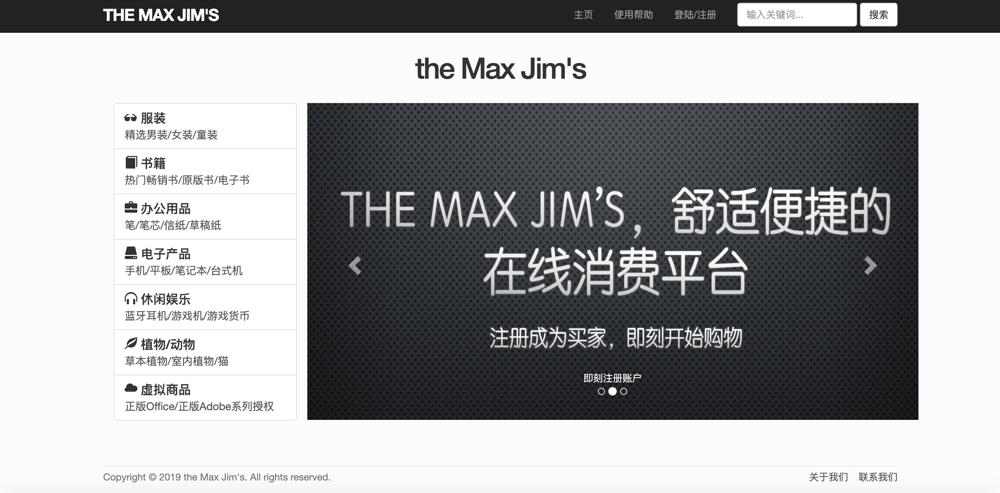 THE MAX JIM'S
主页 使用帮助 登陆/注册 输入关键词... 搜索
the Max Jim's
服装
精选男装/女装/童装
书籍
热门畅销书/原版书/电子书
办公用品
笔/笔芯/信纸/草稿纸
电子产品
手机/平板/笔记本/台式机
休闲娱乐
蓝牙耳机/游戏机/游戏货币
植物/动物
草本植物/室内植物/猫
虚拟商品
正版Office/正版Adobe系列授权
THE MAX JIM’S，舒适便捷的
在线消费平台
注册成为买家，即刻开始购物
即刻注册账户
Copyright © 2019 the Max Jim's. All rights reserved.
关于我们 联系我们